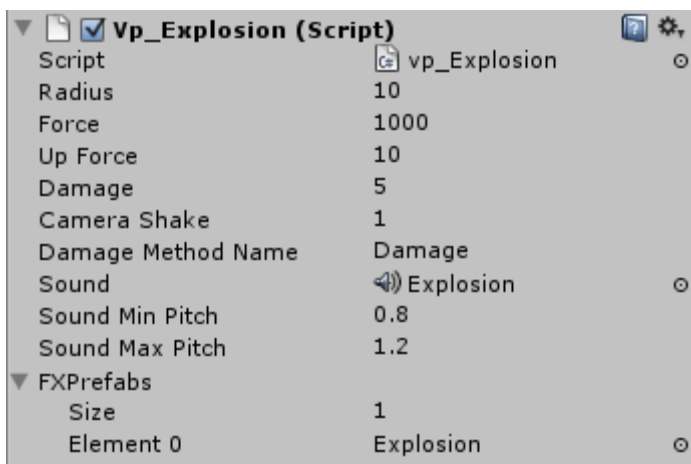 Vp_Explosion (Script)
Script vp_Explosion
Radius 10
Force 1000
Up Force 10
Damage 5
Camera Shake 1
Damage Method Name Damage
Sound Explosion
Sound Min Pitch 0.8
Sound Max Pitch 1.2
FXPrefabs
Size 1
Element 0 Explosion